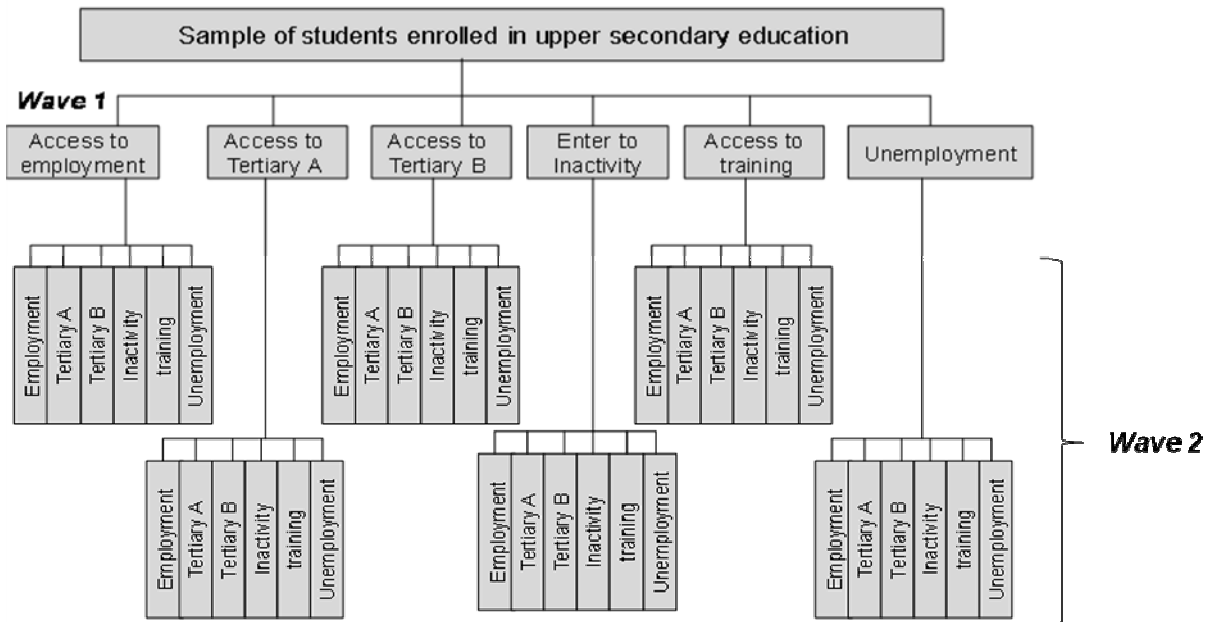 Sample of students enrolled in upper secondary education
Wave 1
Access to
employment
Access to
Tertiary A
Access to
Tertiary B
Enter to
Inactivity
Access to
training
Unemployment
Employment
Tertiary A
Tertiary B
Inactivity
training
Unemployment
Employment
Tertiary A
Tertiary B
Inactivity
training
Unemployment
Employment
Tertiary A
Tertiary B
Inactivity
training
Unemployment
Wave 2
Employment
Tertiary A
Tertiary B
Inactivity
training
Unemployment
Employment
Tertiary A
Tertiary B
Inactivity
training
Unemployment
Employment
Tertiary A
Tertiary B
Inactivity
training
Unemployment